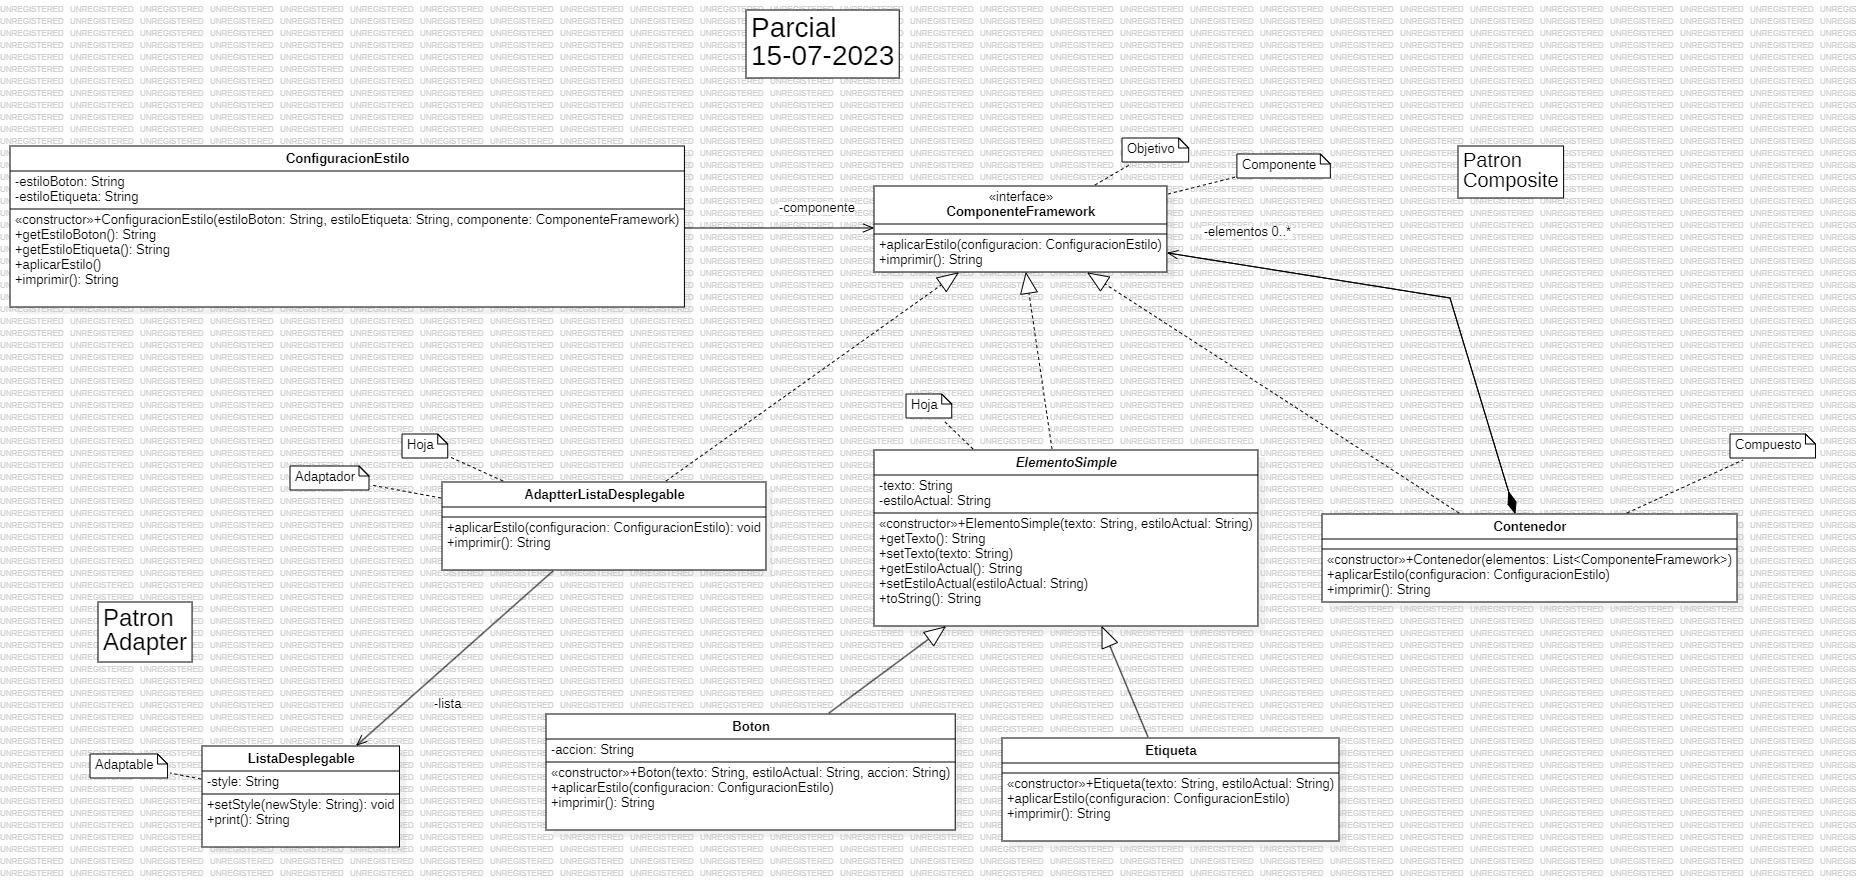 Parcial
15-07-2023
ConfiguracionEstilo
-estiloBoton: String
-estiloEtiqueta: String
«constructor»+ConfiguracionEstilo(estiloBoton: String, estiloEtiqueta: String, componente: ComponenteFramework)
+getEstiloBoton(): String
+getEstiloEtiqueta(): String
+aplicarEstilo()
+imprimir(): String
-componente
Objetivo
Componente
«interface»
ComponenteFramework
+aplicarEstilo(configuracion: ConfiguracionEstilo)
+imprimir(): String
-elementos 0..*
Patron
Composite
Hoja
Adaptador
AdaptterListaDesplegable
+aplicarEstilo(configuracion: ConfiguracionEstilo): void
+imprimir(): String
Hoja
ElementoSimple
-texto: String
-estiloActual: String
«constructor»+ElementoSimple(texto: String, estiloActual: String)
+getTexto(): String
+setTexto(texto: String)
+getEstiloActual(): String
+setEstiloActual(estiloActual: String)
+toString(): String
Compuesto
Contenedor
«constructor»+Contenedor(elementos: List<ComponenteFramework>)
+aplicarEstilo(configuracion: ConfiguracionEstilo)
+imprimir(): String
Patron
Adapter
-lista
Adaptable
ListaDesplegable
-style: String
+setStyle(newStyle: String): void
+print(): String
Boton
-accion: String
«constructor»+Boton(texto: String, estiloActual: String, accion: String)
+aplicarEstilo(configuracion: ConfiguracionEstilo)
+imprimir(): String
Etiqueta
«constructor»+Etiqueta(texto: String, estiloActual: String)
+aplicarEstilo(configuracion: ConfiguracionEstilo)
+imprimir(): String
UNREGISTERED